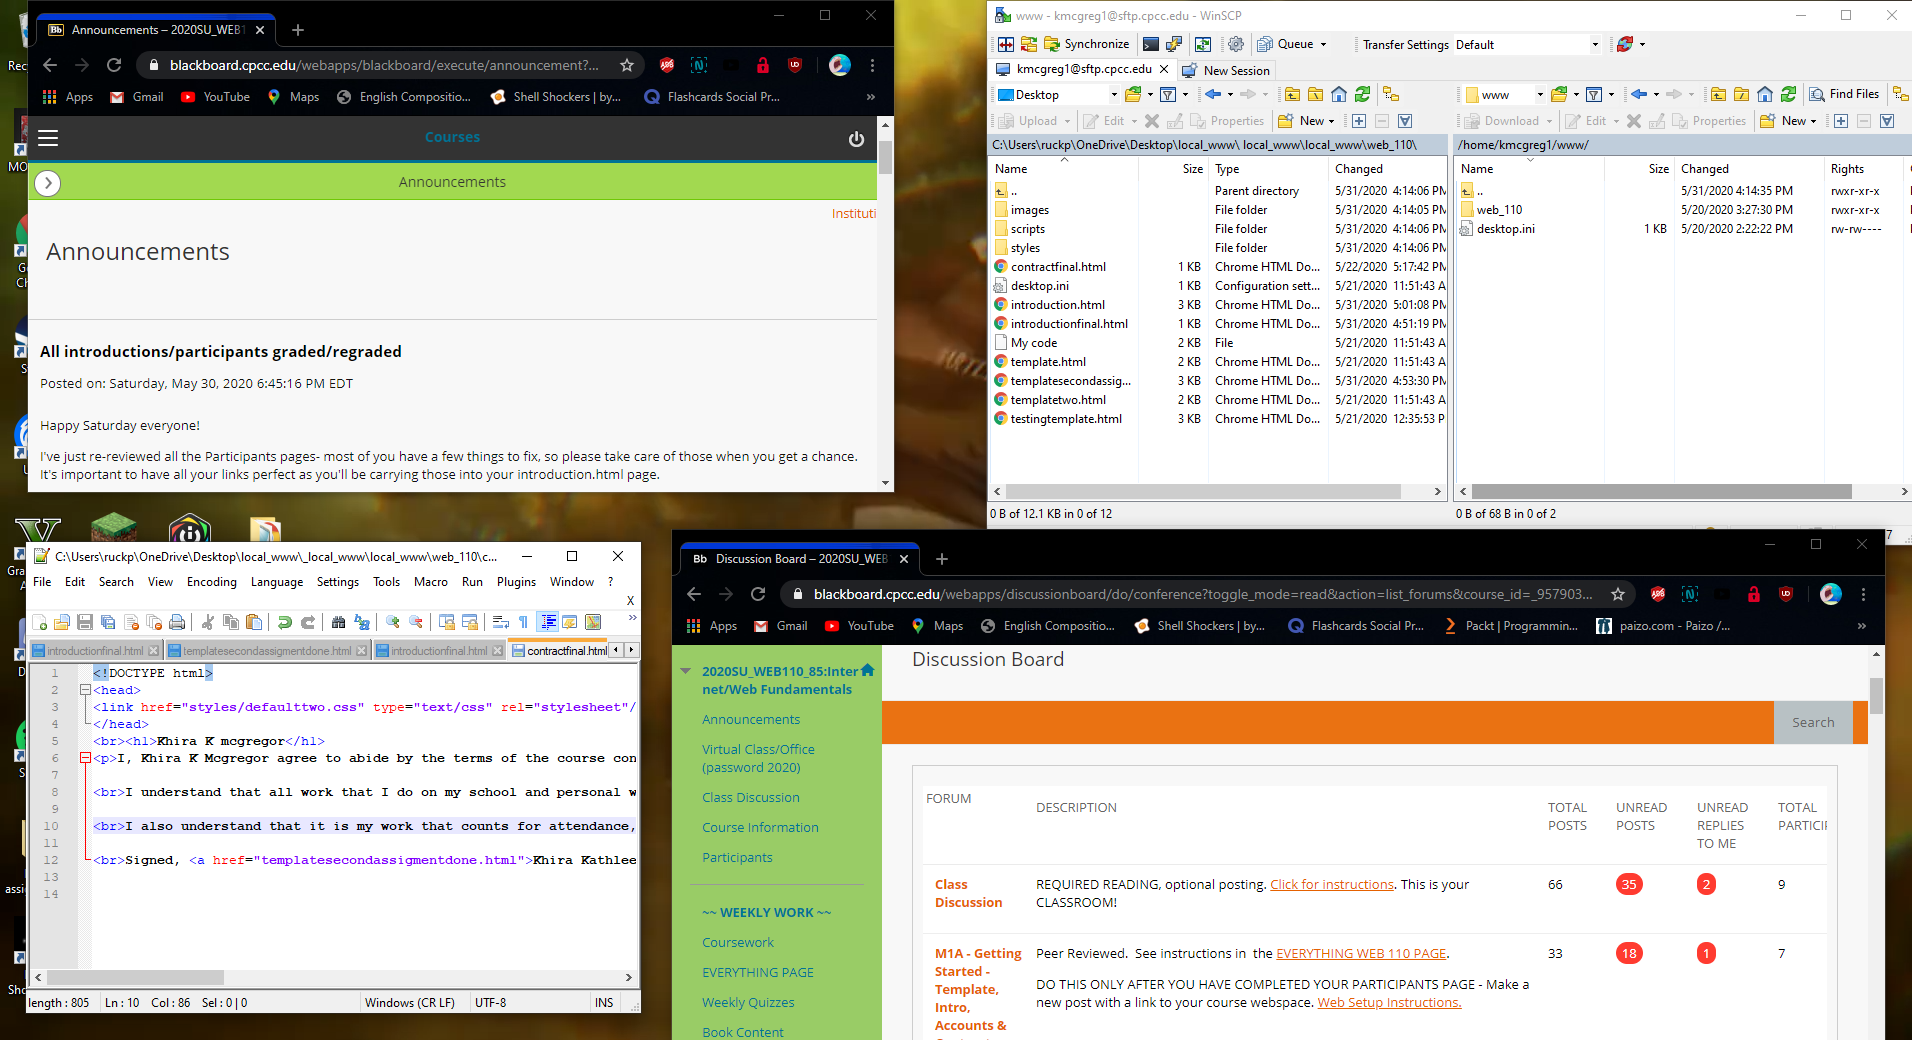 Announcements – 2020SU_WEB1
blackboard.cpcc.edu/webapps/blackboard/execute/announcement?...
Apps Gmail YouTube Maps English Compositio... Shell Shockers | by... Flashcards Social Pr... »
Courses
Announcements
Instituti
Announcements
All introductions/participants graded/regraded
Posted on: Saturday, May 30, 2020 6:45:16 PM EDT
Happy Saturday everyone!
I've just re-reviewed all the Participants pages- most of you have a few things to fix, so please take care of those when you get a chance.
It's important to have all your links perfect as you'll be carrying those into your introduction.html page.
www - kmcgreg1@sftp.cpcc.edu - WinSCP
Synchronize Queue Transfer Settings Default
kmcgreg1@sftp.cpcc.edu New Session
Desktop www Find Files
Upload Edit Properties New Download Edit Properties New
C:\Users\ruckp\OneDrive\Desktop\local_www\ local_www\local_www\web_110\ /home/kmcgreg1/www/
Name Size Type Changed
.. Parent directory 5/31/2020 4:14:06 PM
images File folder 5/31/2020 4:14:05 PM
scripts File folder 5/31/2020 4:14:06 PM
styles File folder 5/31/2020 4:14:06 PM
contractfinal.html 1 KB Chrome HTML Do... 5/22/2020 5:17:42 PM
desktop.ini 1 KB Configuration sett... 5/21/2020 11:51:43 A
introduction.html 3 KB Chrome HTML Do... 5/31/2020 5:01:08 PM
introductionfinal.html 1 KB Chrome HTML Do... 5/31/2020 4:51:19 PM
My code 2 KB File 5/21/2020 11:51:43 A
template.html 2 KB Chrome HTML Do... 5/21/2020 11:51:43 A
templatesecondassig... 3 KB Chrome HTML Do... 5/31/2020 4:53:30 PM
templatetwo.html 2 KB Chrome HTML Do... 5/21/2020 11:51:43 A
testingtemplate.html 3 KB Chrome HTML Do... 5/21/2020 12:35:53 P
0 B of 12.1 KB in 0 of 12
Name Size Changed Rights
.. 5/31/2020 4:14:35 PM rwxr-xr-x
web_110 5/20/2020 3:27:30 PM rwxr-xr-x
desktop.ini 1 KB 5/20/2020 2:22:22 PM rw-rw----
0 B of 68 B in 0 of 2
C:\Users\ruckp\OneDrive\Desktop\local_www\_local_www\local_www\web_110\c...
File Edit Search View Encoding Language Settings Tools Macro Run Plugins Window ?
X
introductionfinal.html templatesecondassigmentdone.html introductionfinal.html contractfinal.html
1 <!DOCTYPE html>
2 <head>
3 <link href="styles/defaulttwo.css" type="text/css" rel="stylesheet"/
4 </head>
5 <br><h1>Khira K mcgregor</h1>
6 <p>I, Khira K Mcgregor agree to abide by the terms of the course con
7
8 <br>I understand that all work that I do on my school and personal w
9
10 <br>I also understand that it is my work that counts for attendance,
11
12 <br>Signed, <a href="templatesecondassigmentdone.html">Khira Kathlee
13
14
length : 805 Ln : 10 Col : 86 Sel : 0 | 0 Windows (CR LF) UTF-8 INS
Discussion Board – 2020SU_WEB
blackboard.cpcc.edu/webapps/discussionboard/do/conference?toggle_mode=read&action=list_forums&course_id=_957903...
Apps Gmail YouTube Maps English Compositio... Shell Shockers | by... Flashcards Social Pr... Packt | Programmin... paizo.com - Paizo /... »
2020SU_WEB110_85:Inter
net/Web Fundamentals
Announcements
Virtual Class/Office
(password 2020)
Class Discussion
Course Information
Participants
~~ WEEKLY WORK ~~
Coursework
EVERYTHING PAGE
Weekly Quizzes
Book Content
Discussion Board
Search
FORUM DESCRIPTION TOTAL POSTS UNREAD POSTS UNREAD REPLIES TO ME TOTAL PARTICIP
Class Discussion
REQUIRED READING, optional posting. Click for instructions. This is your
CLASSROOM!
66 35 2 9
M1A - Getting
Started -
Template,
Intro,
Accounts &
Peer Reviewed. See instructions in the EVERYTHING WEB 110 PAGE.
DO THIS ONLY AFTER YOU HAVE COMPLETED YOUR PARTICIPANTS PAGE - Make a
new post with a link to your course webspace. Web Setup Instructions.
33 18 1 7